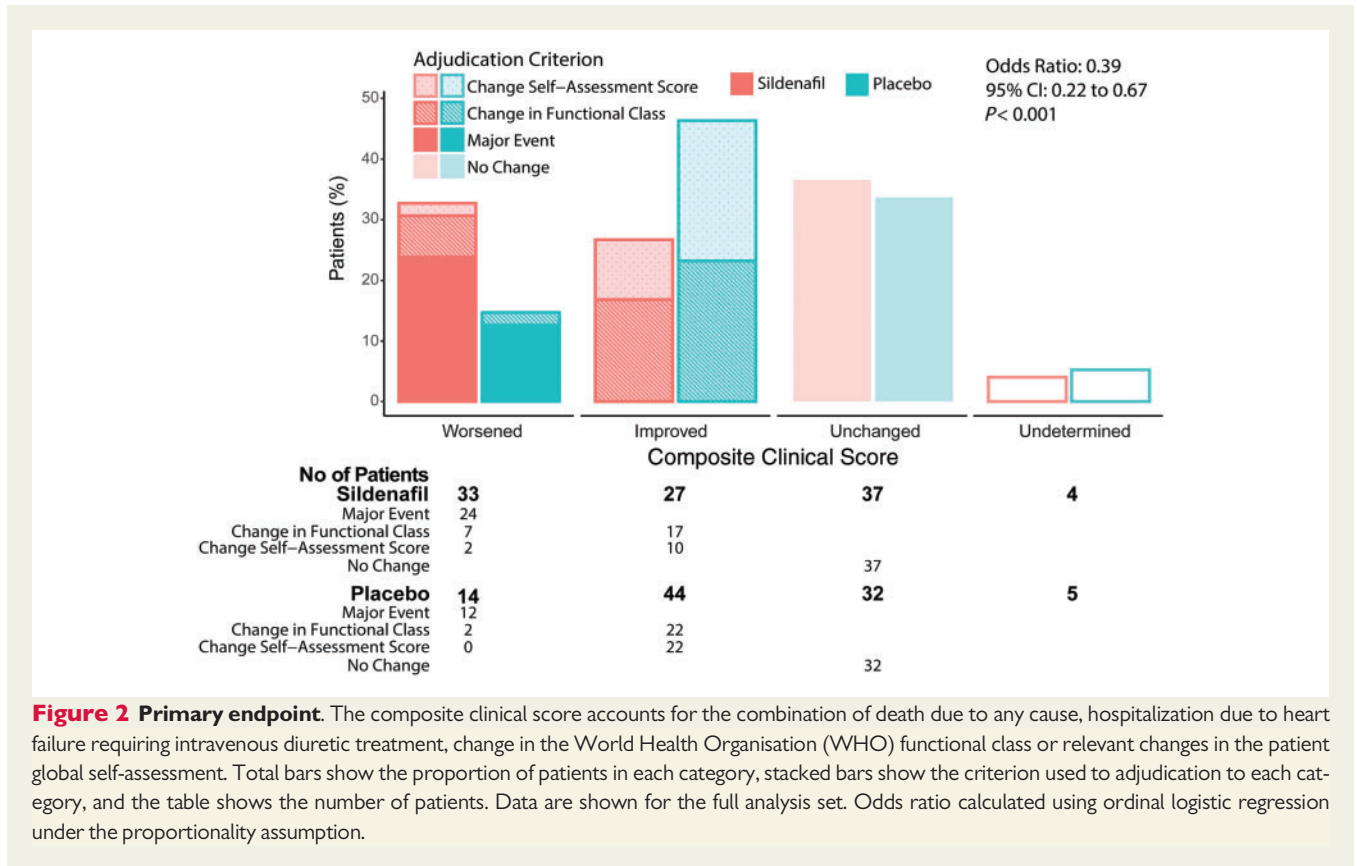 Adjudication Criterion
Change Self–Assessment Score
Change in Functional Class
Major Event
No Change
Sildenafil
Placebo
Odds Ratio: 0.39
95% CI: 0.22 to 0.67
P< 0.001
Patients (%)
50
40
30
20
10
0
Worsened Improved Unchanged Undetermined
Composite Clinical Score
No of Patients
Sildenafil 33 27 37 4
Major Event 24
Change in Functional Class 7 17
Change Self–Assessment Score 2 10
No Change 37
Placebo 14 44 32 5
Major Event 12
Change in Functional Class 2 22
Change Self–Assessment Score 0 22
No Change 32
Figure 2 Primary endpoint. The composite clinical score accounts for the combination of death due to any cause, hospitalization due to heart
failure requiring intravenous diuretic treatment, change in the World Health Organisation (WHO) functional class or relevant changes in the patient
global self-assessment. Total bars show the proportion of patients in each category, stacked bars show the criterion used to adjudication to each cat-
egory, and the table shows the number of patients. Data are shown for the full analysis set. Odds ratio calculated using ordinal logistic regression
under the proportionality assumption.